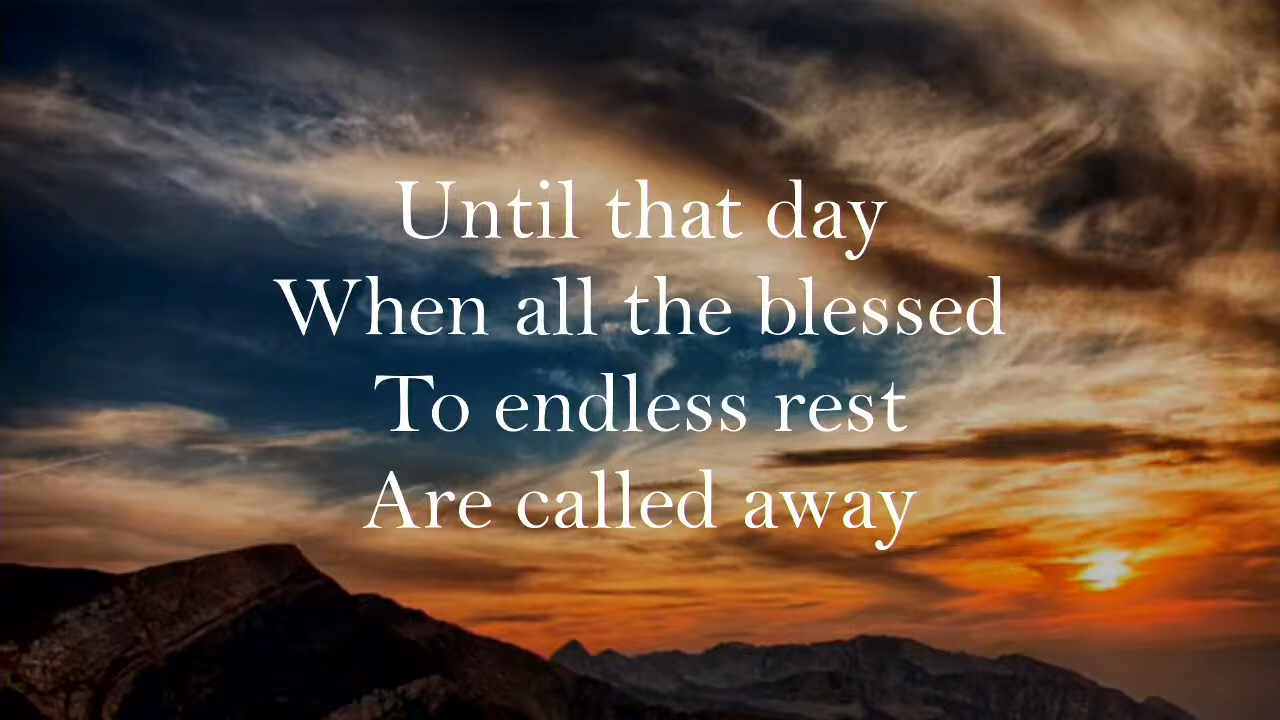 Until that day
When all the blessed
To endless rest
Are called away